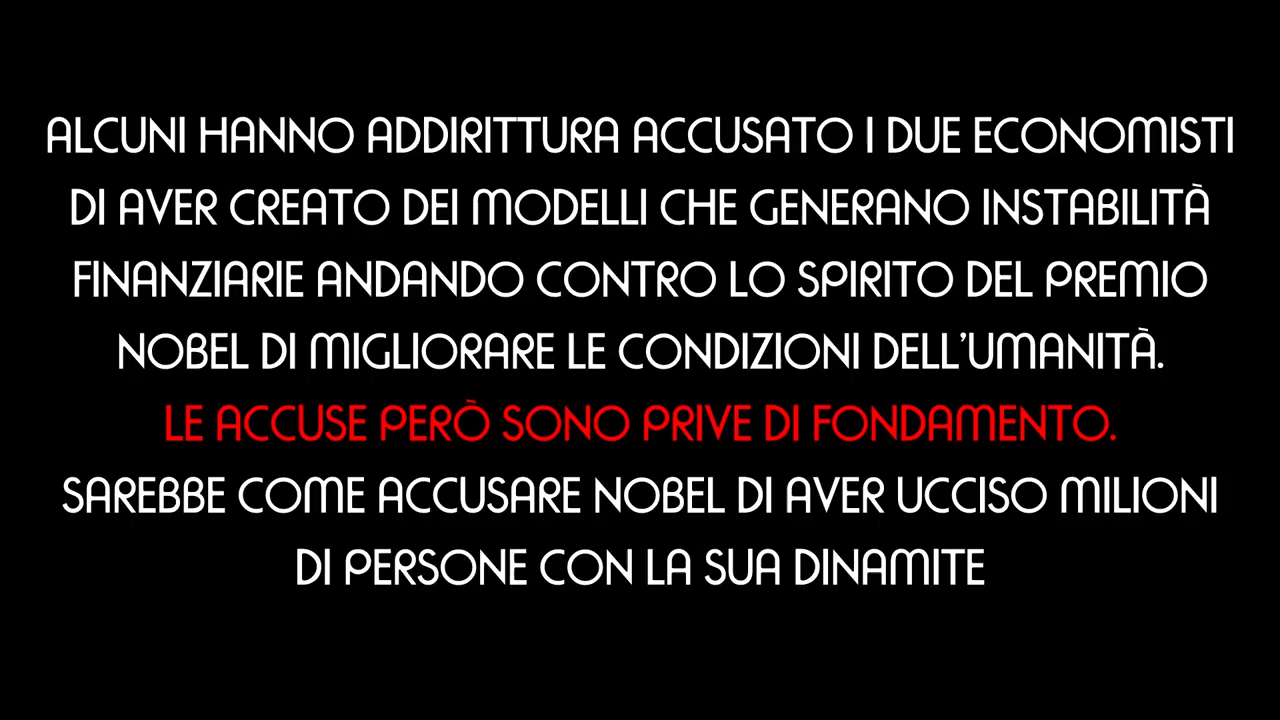 ALCUNI HANNO ADDIRITTURA ACCUSATO I DUE ECONOMISTI
DI AVER CREATO DEI MODELLI CHE GENERANO INSTABILITÀ
FINANZIARIE ANDANDO CONTRO LO SPIRITO DEL PREMIO
NOBEL DI MIGLIORARE LE CONDIZIONI DELL'UMANITÀ.
LE ACCUSE PERÒ SONO PRIVE DI FONDAMENTO.
SAREBBE COME ACCUSARE NOBEL DI AVER UCCISO MILIONI
DI PERSONE CON LA SUA DINAMITE